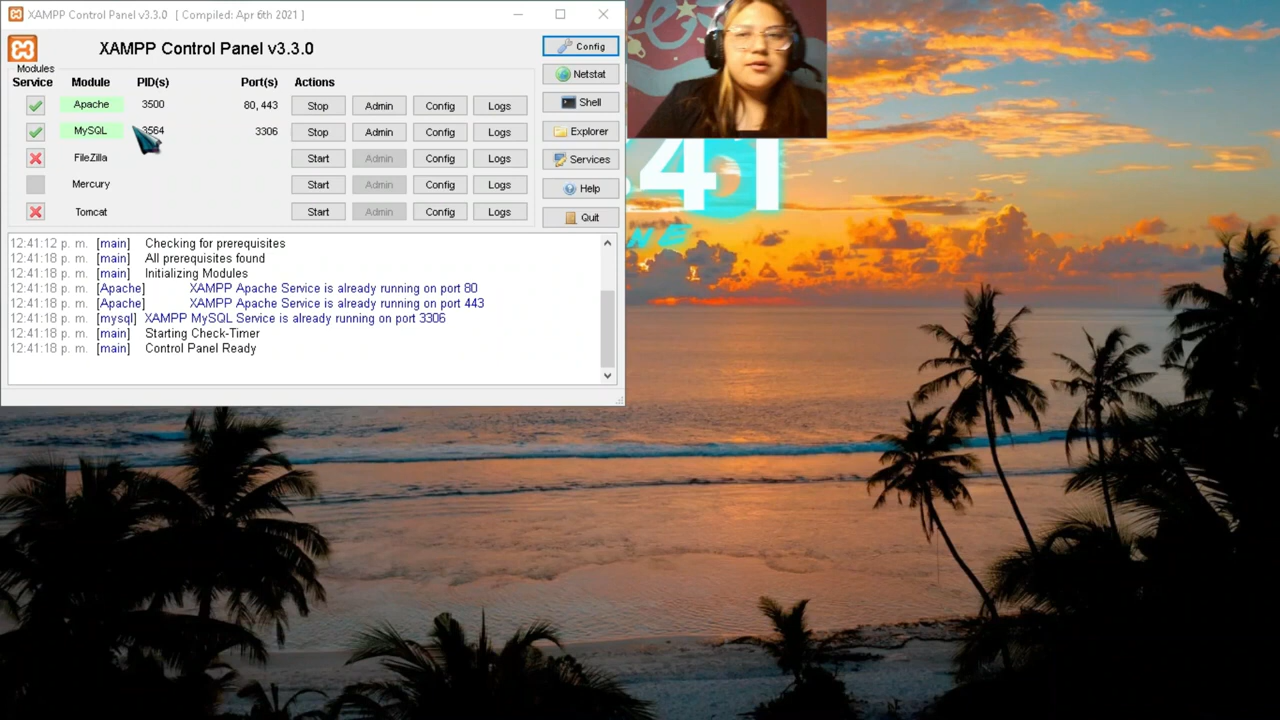 XAMPP Control Panel v3.3.0 [ Compiled: Apr 6th 2021 ]
XAMPP Control Panel v3.3.0
Config
Modules
Service Module PID(s) Port(s) Actions
Apache 3500 80, 443 Stop Admin Config Logs
MySQL 3564 3306 Stop Admin Config Logs
FileZilla Start Admin Config Logs
Mercury Start Admin Config Logs
Tomcat Start Admin Config Logs
Netstat
Shell
Explorer
Services
Help
Quit
12:41:12 p. m. [main] Checking for prerequisites
12:41:18 p. m. [main] All prerequisites found
12:41:18 p. m. [main] Initializing Modules
12:41:18 p. m. [Apache] XAMPP Apache Service is already running on port 80
12:41:18 p. m. [Apache] XAMPP Apache Service is already running on port 443
12:41:18 p. m. [mysql] XAMPP MySQL Service is already running on port 3306
12:41:18 p. m. [main] Starting Check-Timer
12:41:18 p. m. [main] Control Panel Ready
41